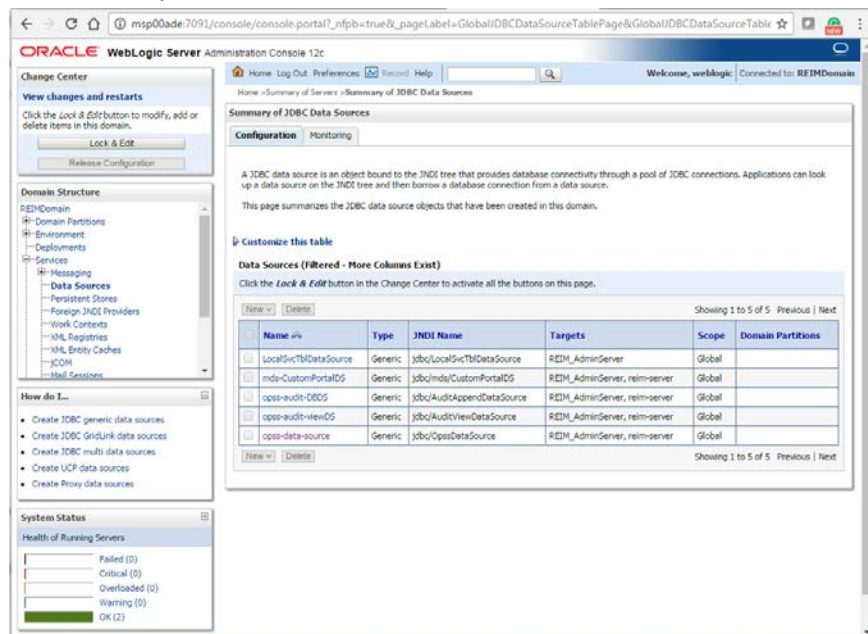 msp00ade:7091/console/console.portal?_nfpb=true&_pageLabel=GlobalJDBCDataSourceTablePage&GlobalJDBCDataSourceTable
NEW
ORACLE WebLogic Server Administration Console 12c
Change Center
View changes and restarts
Click the Lock & Edit button to modify, add or
delete items in this domain.
Lock & Edit
Release Configuration
Domain Structure
REIMDomain
Domain Partitions
Environment
Deployments
Services
Messaging
Data Sources
Persistent Stores
Foreign JNDI Providers
Work Contexts
XML Registries
XML Entity Caches
jCOM
Mail Sessions
How do I...
Create JDBC generic data sources
Create JDBC GridLink data sources
Create JDBC multi data sources
Create UCP data sources
Create Proxy data sources
System Status
Health of Running Servers
Failed (0)
Critical (0)
Overloaded (0)
Warning (0)
OK (2)
Home Log Out Preferences Record Help
Welcome, weblogic Connected to: REIMDomain
Home >Summary of Servers >Summary of JDBC Data Sources
Summary of JDBC Data Sources
Configuration Monitoring
A JDBC data source is an object bound to the JNDI tree that provides database connectivity through a pool of JDBC connections. Applications can look
up a data source on the JNDI tree and then borrow a database connection from a data source.
This page summarizes the JDBC data source objects that have been created in this domain.
Customize this table
Data Sources (Filtered - More Columns Exist)
Click the Lock & Edit button in the Change Center to activate all the buttons on this page.
New Delete Showing 1 to 5 of 5 Previous | Next
Name Type JNDI Name Targets Scope Domain Partitions
LocalSvcTblDataSource Generic jdbc/LocalSvcTblDataSource REIM_AdminServer Global
mds-CustomPortalDS Generic jdbc/mds/CustomPortalDS REIM_AdminServer, reim-server Global
opss-audit-DBDS Generic jdbc/AuditAppendDataSource REIM_AdminServer, reim-server Global
opss-audit-viewDS Generic jdbc/AuditViewDataSource REIM_AdminServer, reim-server Global
opss-data-source Generic jdbc/OpssDataSource REIM_AdminServer, reim-server Global
New Delete Showing 1 to 5 of 5 Previous | Next